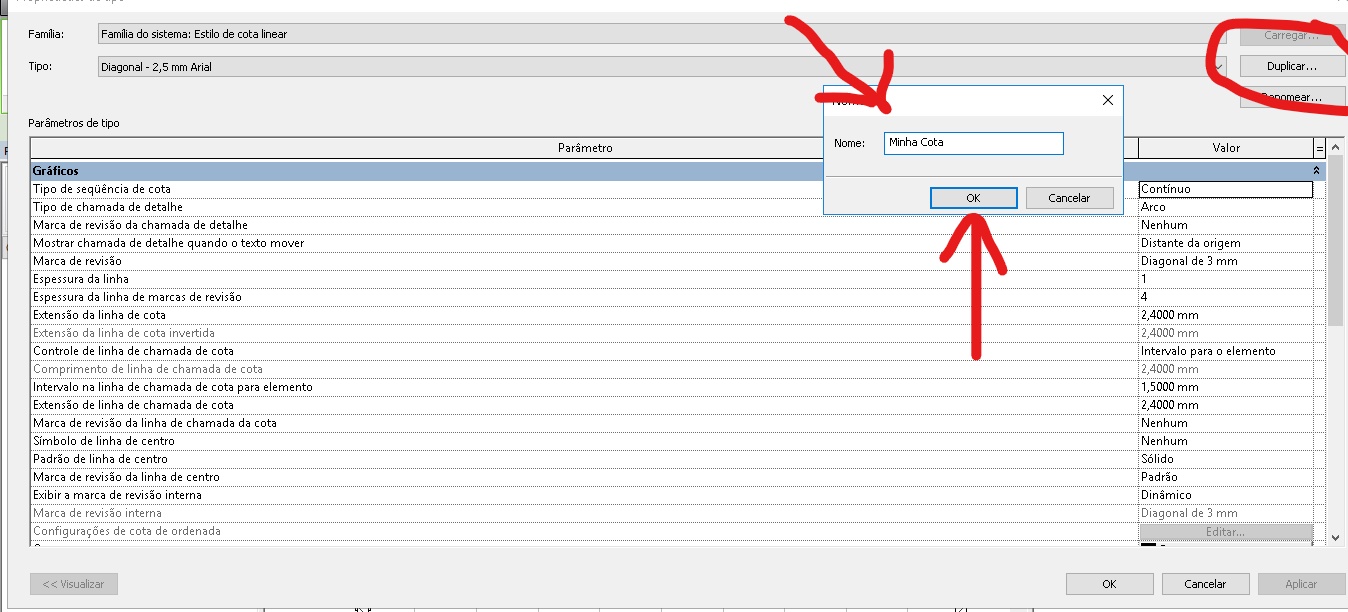 Família: Família do sistema: Estilo de cota linear Carregar...
Tipo: Diagonal - 2,5 mm Arial Duplicar...
Renomear...
Nome: Minha Cota
OK Cancelar
Parâmetros de tipo
Parâmetro Valor =
Gráficos
Tipo de seqüência de cota Contínuo
Tipo de chamada de detalhe Arco
Marca de revisão da chamada de detalhe Nenhum
Mostrar chamada de detalhe quando o texto mover Distante da origem
Marca de revisão Diagonal de 3 mm
Espessura da linha 1
Espessura da linha de marcas de revisão 4
Extensão da linha de cota 2,4000 mm
Extensão da linha de cota invertida 2,4000 mm
Controle de linha de chamada de cota Intervalo para o elemento
Comprimento de linha de chamada de cota 2,4000 mm
Intervalo na linha de chamada de cota para elemento 1,5000 mm
Extensão de linha de chamada de cota 2,4000 mm
Marca de revisão da linha de chamada da cota Nenhum
Símbolo de linha de centro Nenhum
Padrão de linha de centro Sólido
Marca de revisão da linha de centro Padrão
Exibir a marca de revisão interna Dinâmico
Marca de revisão interna Diagonal de 3 mm
Configurações de cota de ordenada Editar...
<< Visualizar OK Cancelar Aplicar